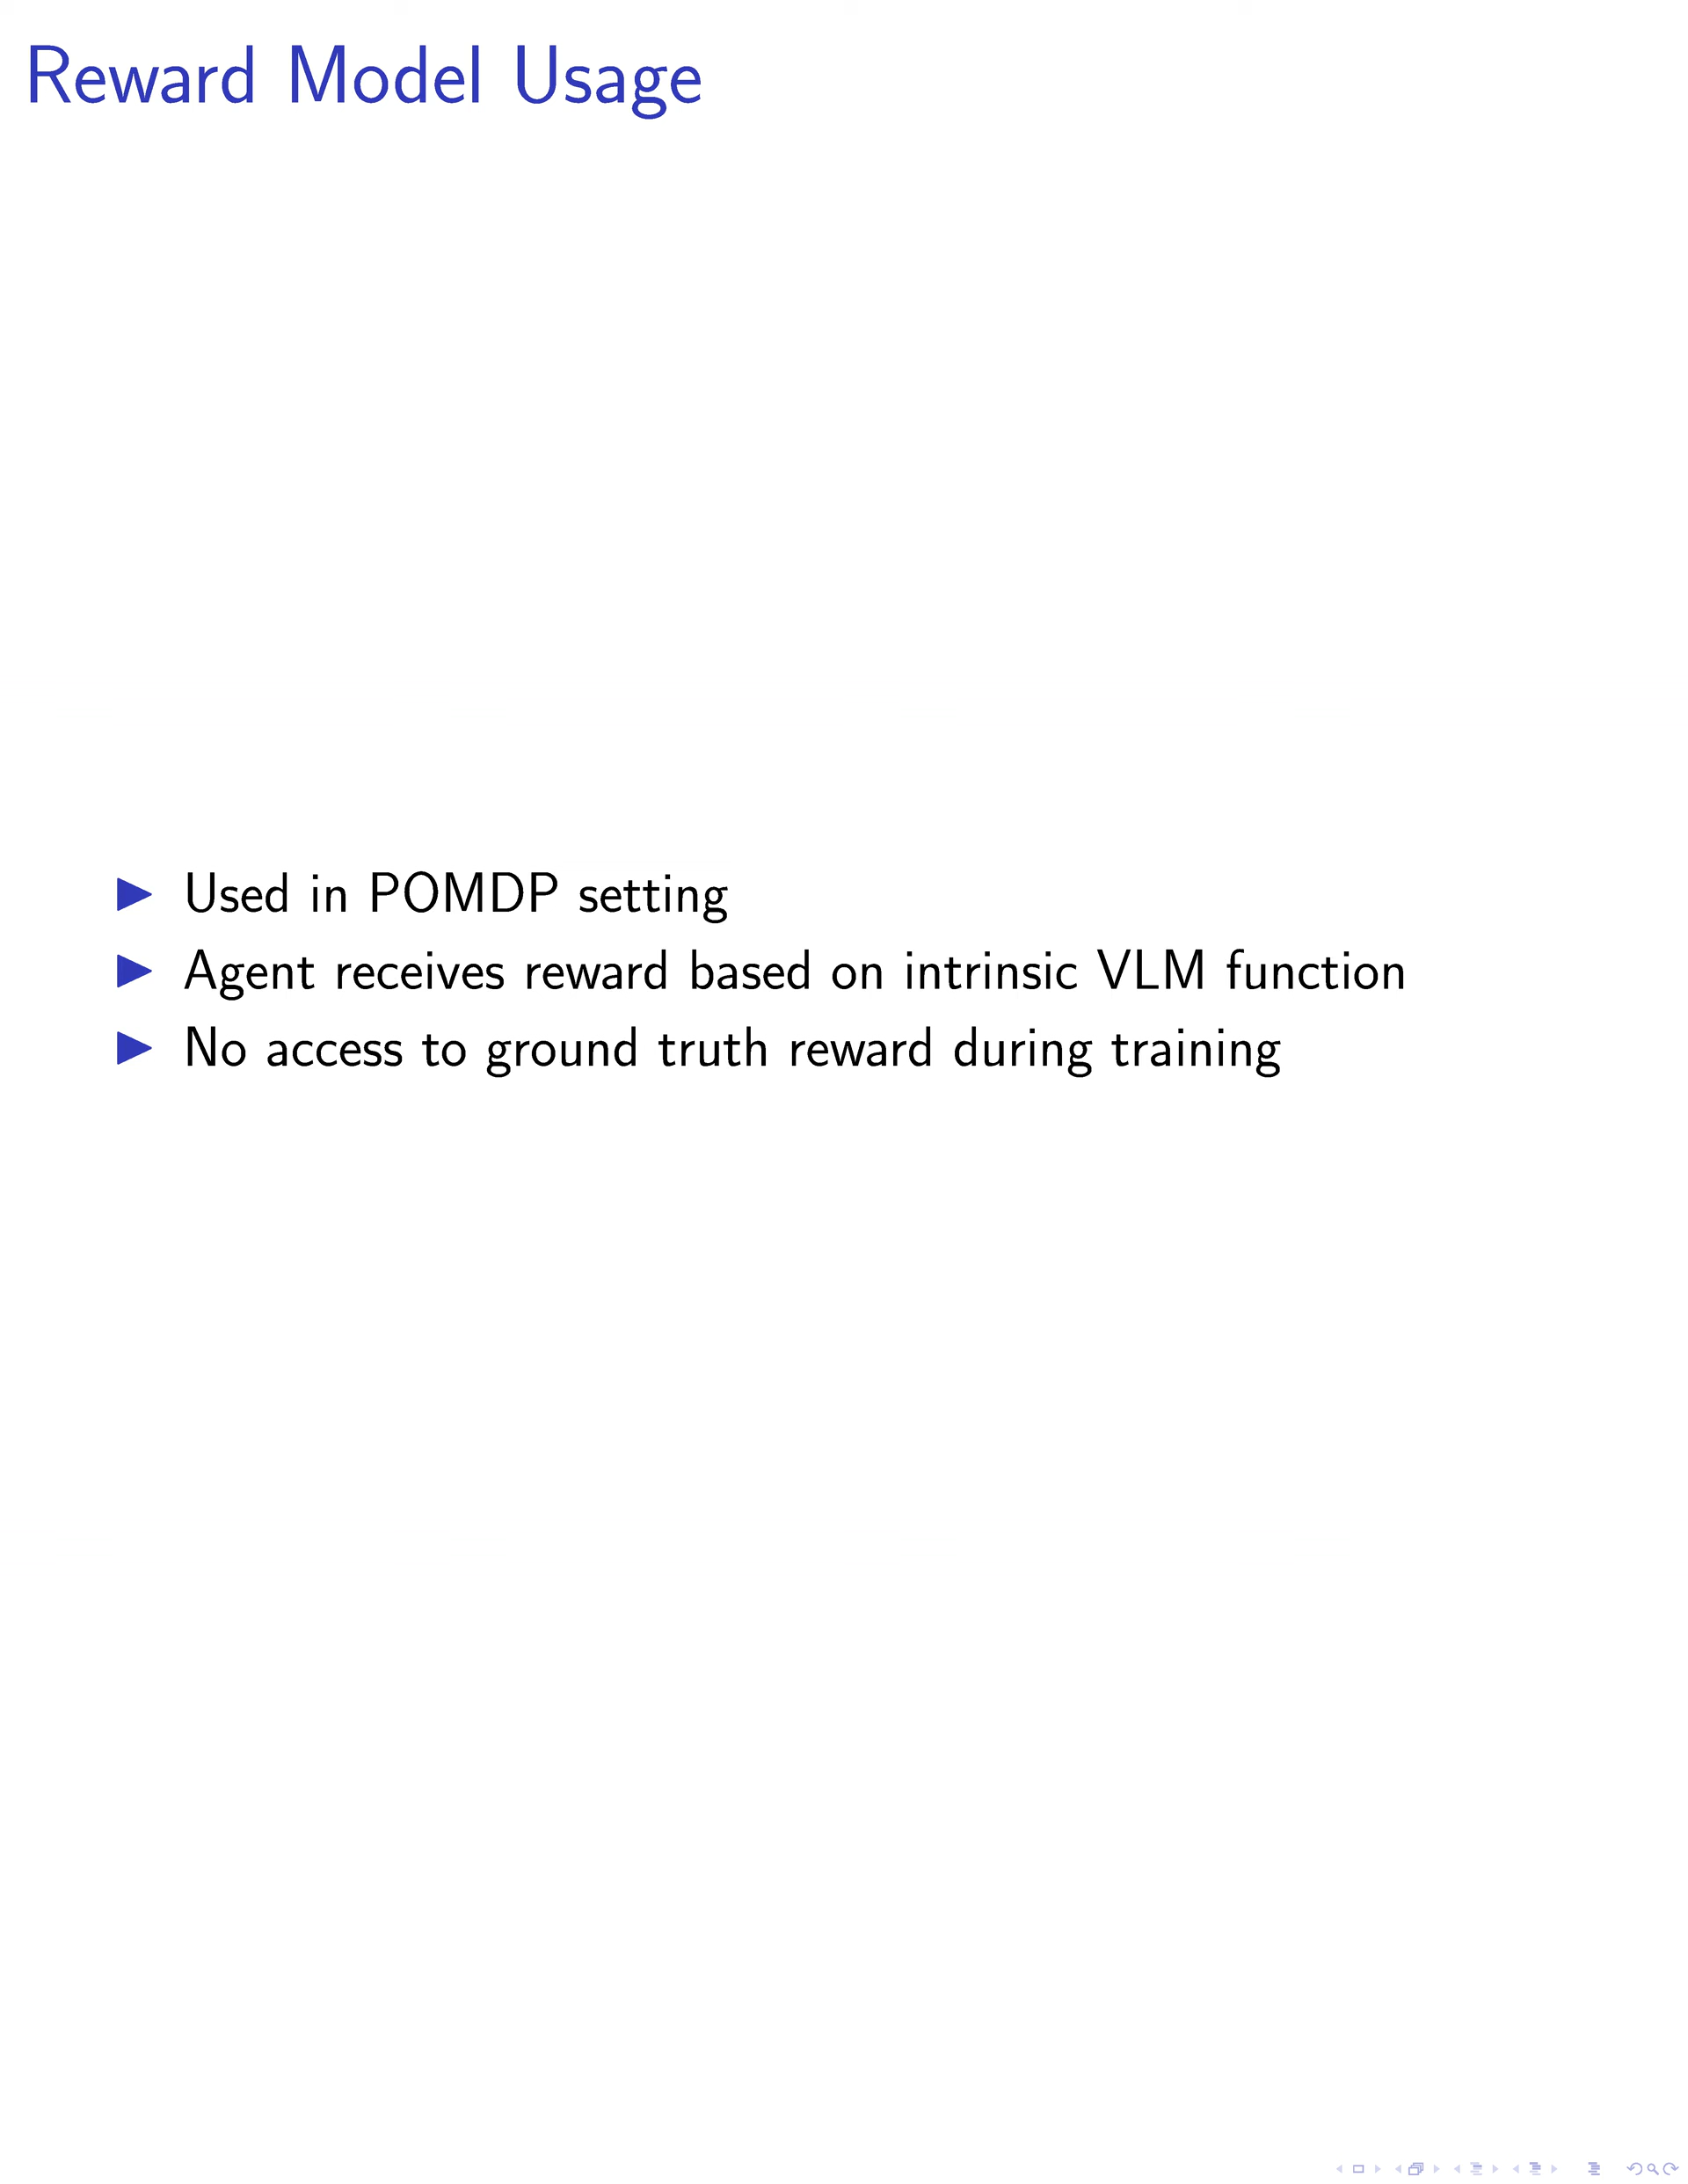 Reward Model Usage
Used in POMDP setting
Agent receives reward based on intrinsic VLM function
No access to ground truth reward during training